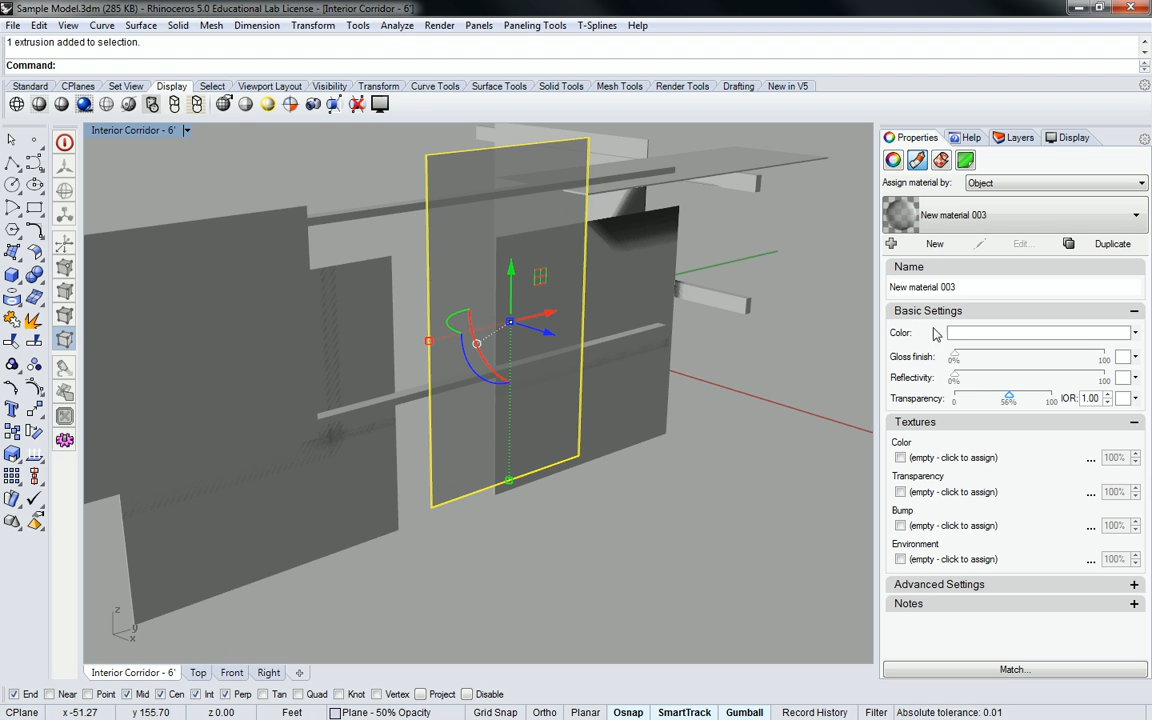 Sample Model.3dm (285 KB) - Rhinoceros 5.0 Educational Lab License - [Interior Corridor - 6']
File Edit View Curve Surface Solid Mesh Dimension Transform Tools Analyze Render Panels Paneling Tools T-Splines Help
1 extrusion added to selection.
Command:
Standard CPlanes Set View Display Select Viewport Layout Visibility Transform Curve Tools Surface Tools Solid Tools Mesh Tools Render Tools Drafting New in V5
Interior Corridor - 6'
Properties Help Layers Display
Assign material by: Object
New material 003
New Edit... Duplicate
Name
New material 003
Basic Settings
Color:
Gloss finish: 0% 100
Reflectivity: 0% 100
Transparency: 0 56% 100 IOR: 1.00
Textures
Color
(empty - click to assign) ... 100%
Transparency
(empty - click to assign) ... 100%
Bump
(empty - click to assign) ... 100%
Environment
(empty - click to assign) ... 100%
Advanced Settings
Notes
Match...
z
y
x
Interior Corridor - 6' Top Front Right
End Near Point Mid Cen Int Perp Tan Quad Knot Vertex Project Disable
CPlane x -51.27 y 155.70 z 0.00 Feet Plane - 50% Opacity Grid Snap Ortho Planar Osnap SmartTrack Gumball Record History Filter Absolute tolerance: 0.01